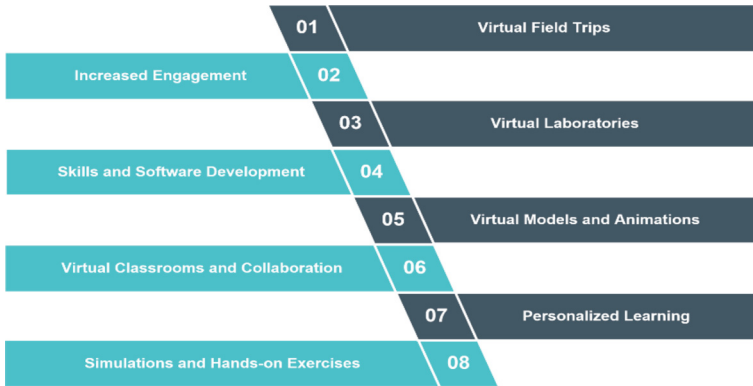 01 Virtual Field Trips
Increased Engagement 02
03 Virtual Laboratories
Skills and Software Development 04
05 Virtual Models and Animations
Virtual Classrooms and Collaboration 06
07 Personalized Learning
Simulations and Hands-on Exercises 08